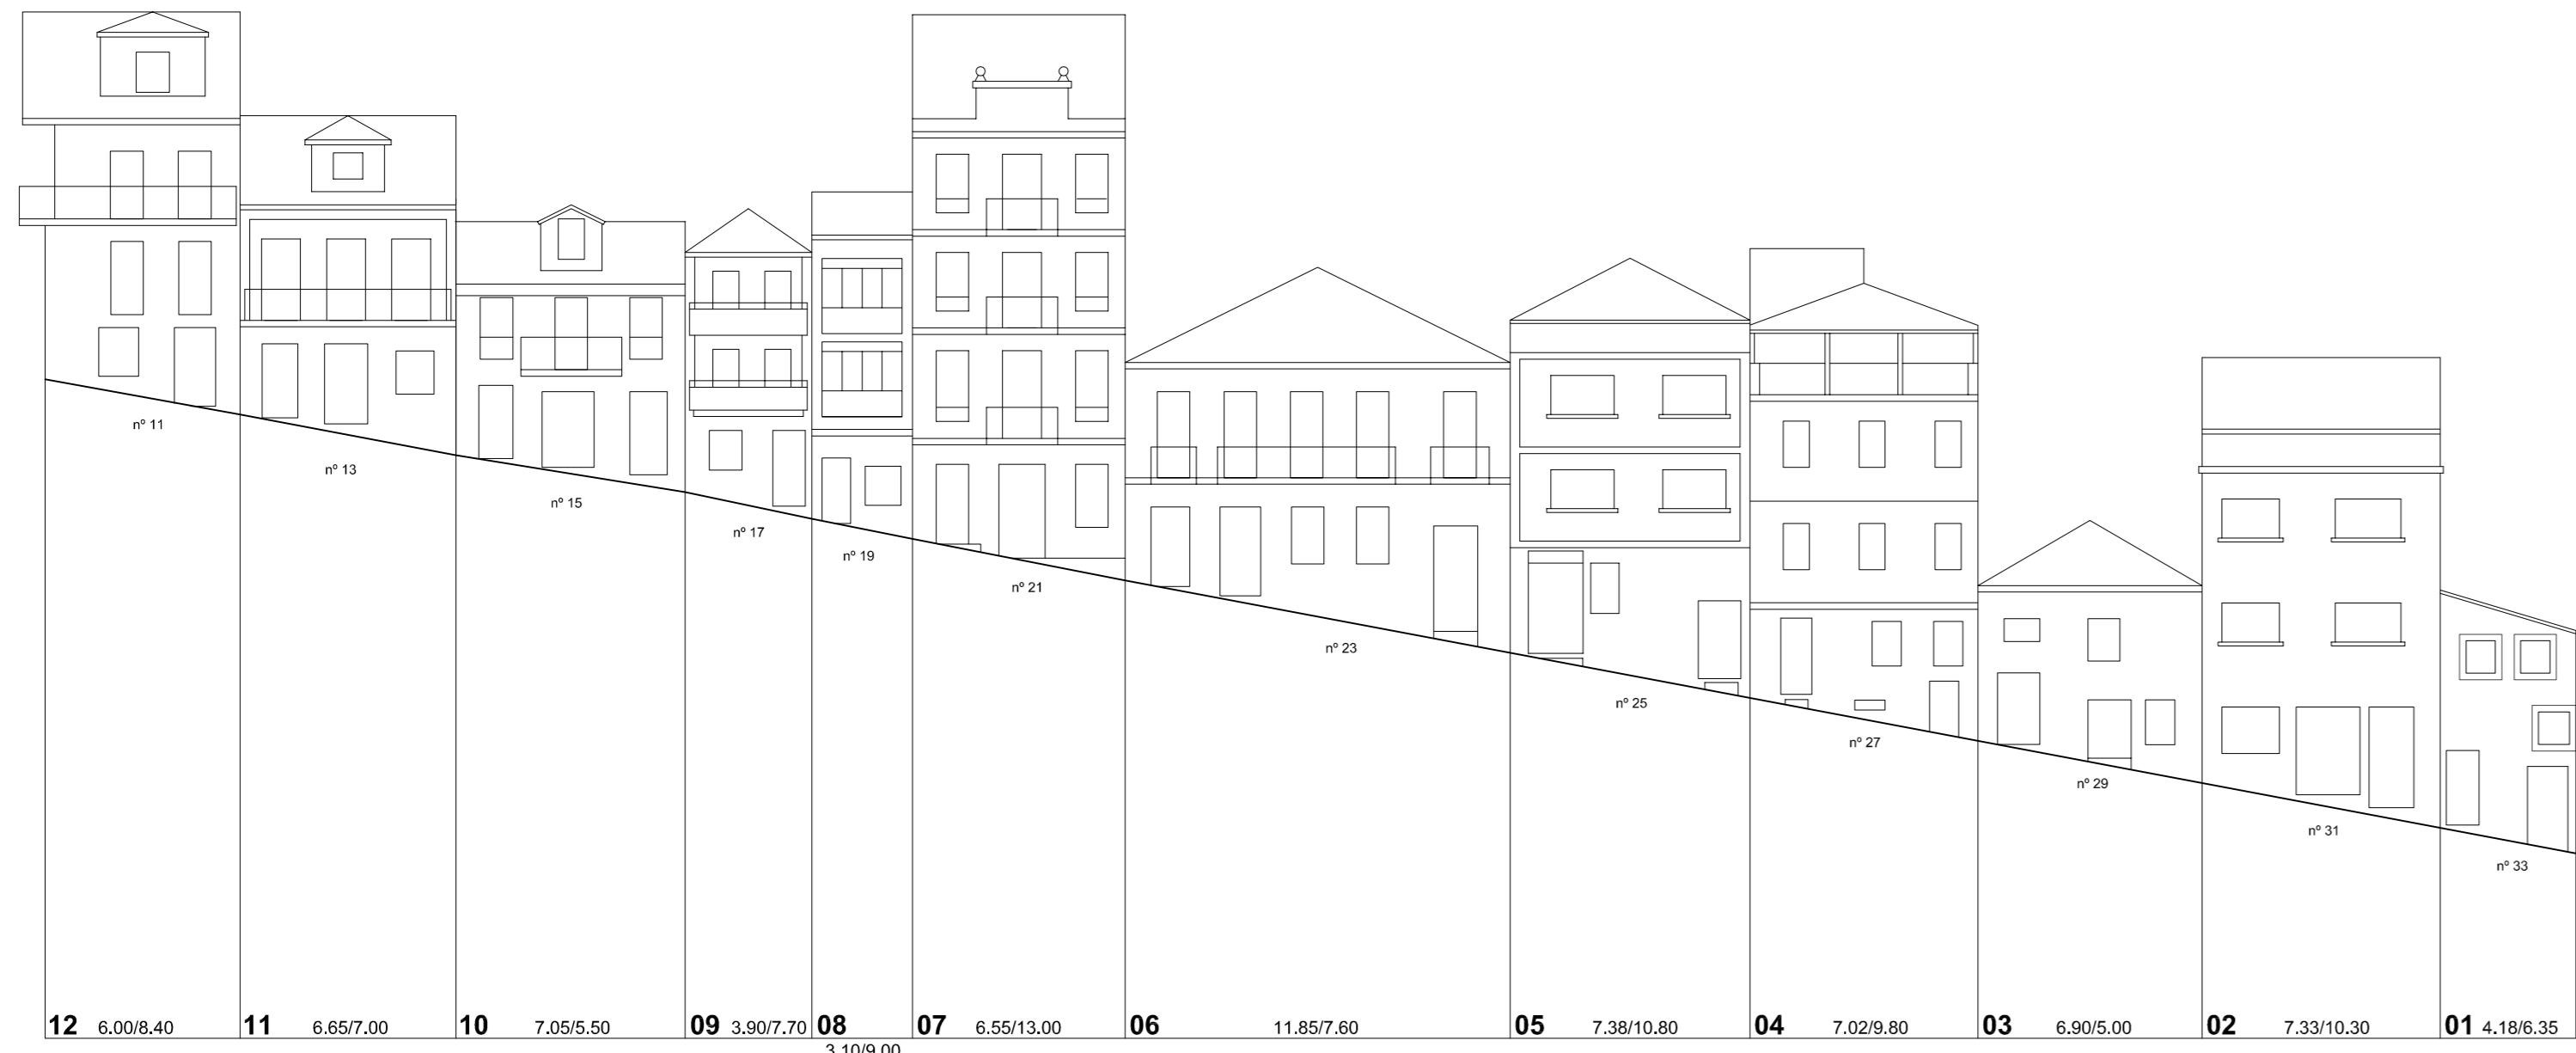 nº 11
nº 13
nº 15
nº 17
nº 19
nº 21
nº 23
nº 25
nº 27
nº 29
nº 31
nº 33
12 6.00/8.40
11 6.65/7.00
10 7.05/5.50
09 3.90/7.70
08
3.10/9.00
07 6.55/13.00
06 11.85/7.60
05 7.38/10.80
04 7.02/9.80
03 6.90/5.00
02 7.33/10.30
01 4.18/6.35